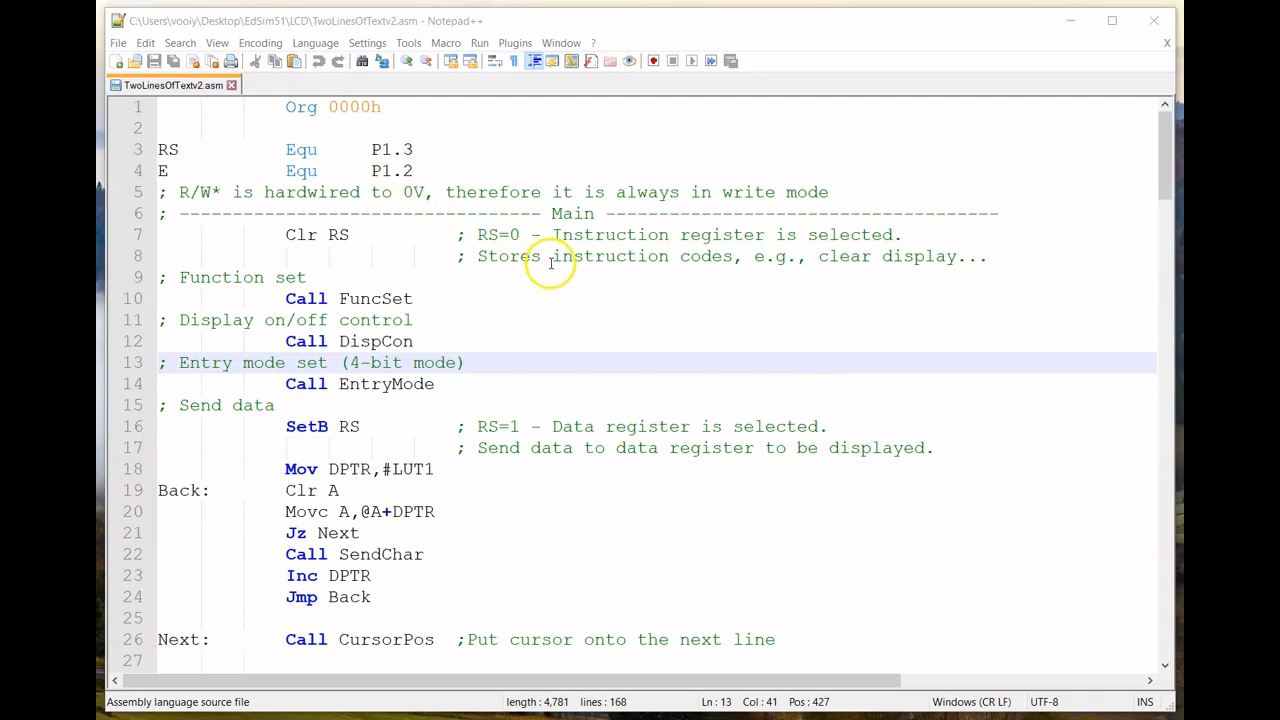 C:\Users\vooiy\Desktop\EdSim51\LCD\TwoLinesOfTextv2.asm - Notepad++
File Edit Search View Encoding Language Settings Tools Macro Run Plugins Window ? X
TwoLinesOfTextv2.asm
1 Org 0000h
2
3 RS Equ P1.3
4 E Equ P1.2
5 ; R/W* is hardwired to 0V, therefore it is always in write mode
6 ; ---------------------------------- Main -------------------------------------
7 Clr RS ; RS=0 - Instruction register is selected.
8 ; Stores instruction codes, e.g., clear display...
9 ; Function set
10 Call FuncSet
11 ; Display on/off control
12 Call DispCon
13 ; Entry mode set (4-bit mode)
14 Call EntryMode
15 ; Send data
16 SetB RS ; RS=1 - Data register is selected.
17 ; Send data to data register to be displayed.
18 Mov DPTR,#LUT1
19 Back: Clr A
20 Movc A,@A+DPTR
21 Jz Next
22 Call SendChar
23 Inc DPTR
24 Jmp Back
25
26 Next: Call CursorPos ;Put cursor onto the next line
27
Assembly language source file length : 4,781 lines : 168 Ln : 13 Col : 41 Pos : 427 Windows (CR LF) UTF-8 INS